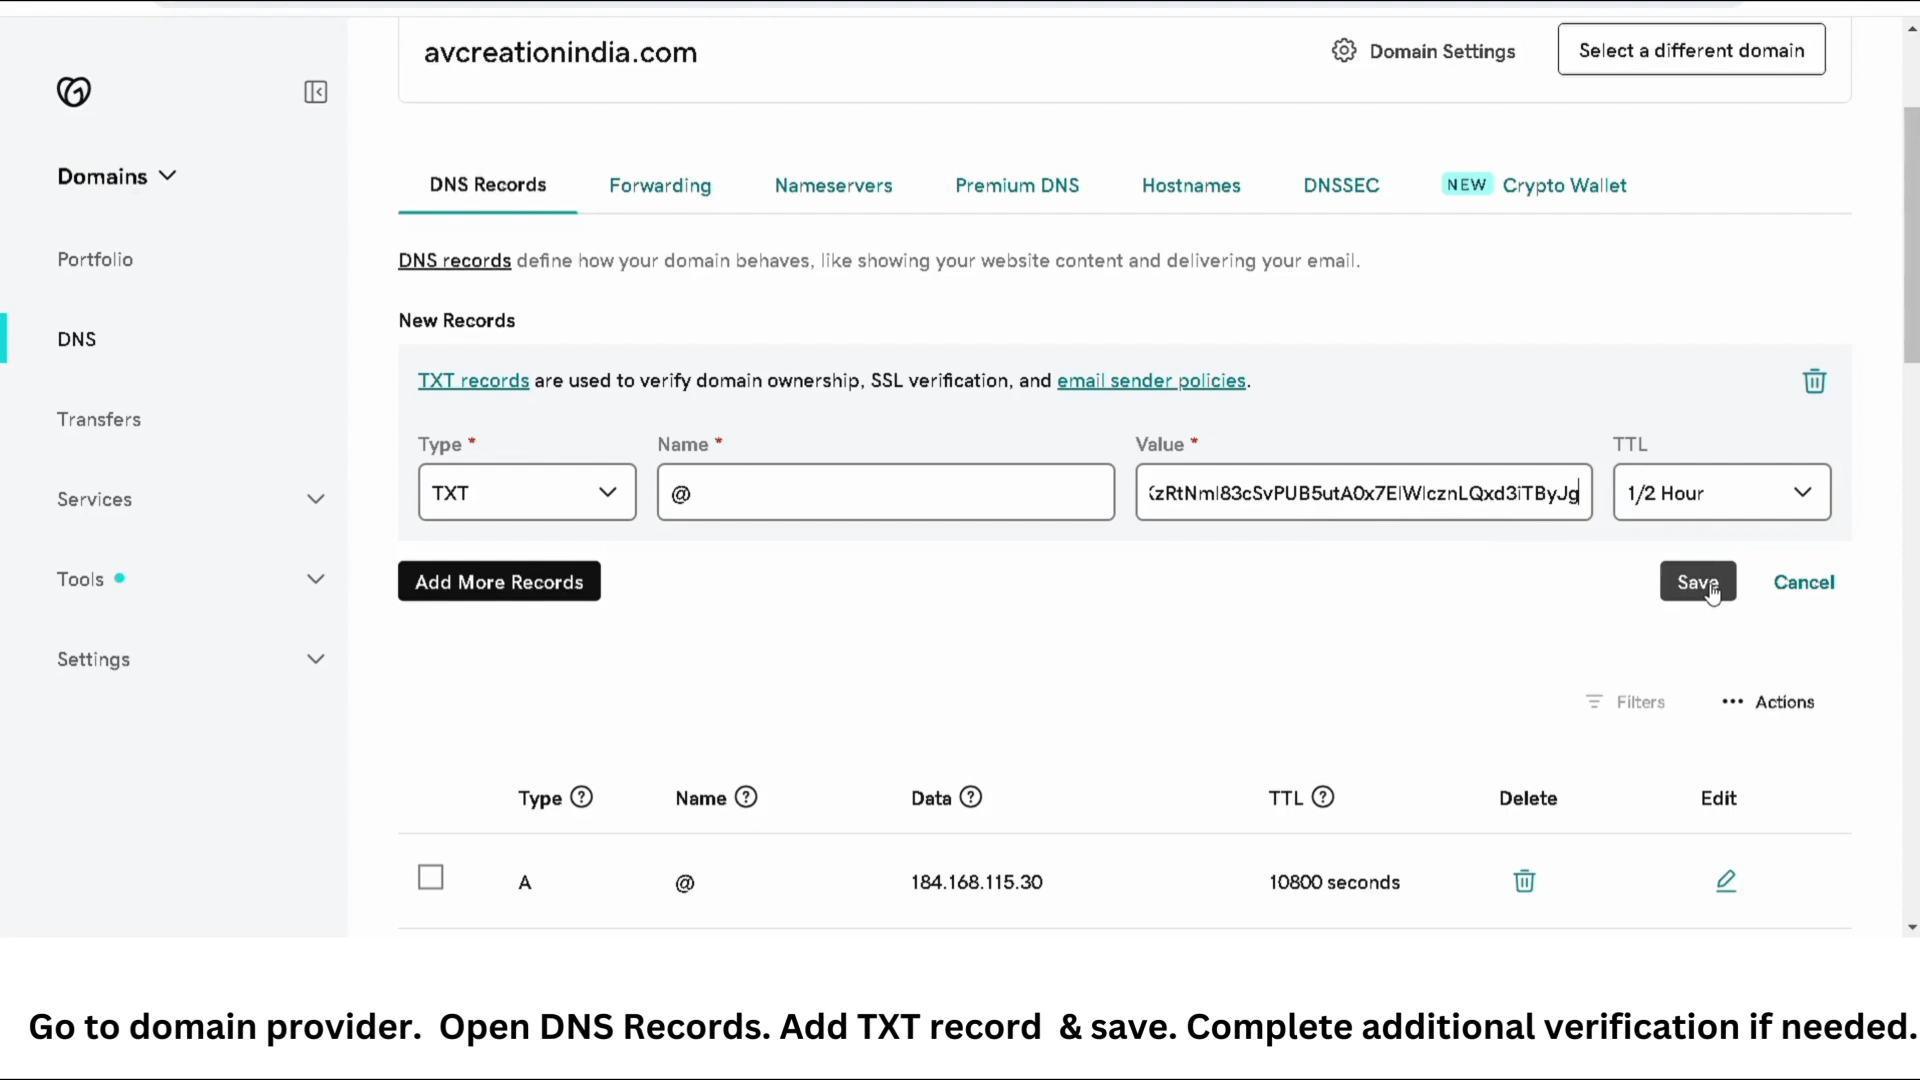 avcreationindia.com
Domain Settings
Select a different domain
Domains
Portfolio
DNS
Transfers
Services
Tools
Settings
DNS Records
Forwarding
Nameservers
Premium DNS
Hostnames
DNSSEC
NEW Crypto Wallet
DNS records define how your domain behaves, like showing your website content and delivering your email.
New Records
TXT records are used to verify domain ownership, SSL verification, and email sender policies.
Type * Name * Value * TTL
TXT @ zRtNml83cSvPUB5utA0x7ElWlcznLQxd3iTByJg 1/2 Hour
Add More Records
Save Cancel
Filters ••• Actions
Type Name Data TTL Delete Edit
A @ 184.168.115.30 10800 seconds
Go to domain provider. Open DNS Records. Add TXT record & save. Complete additional verification if needed.